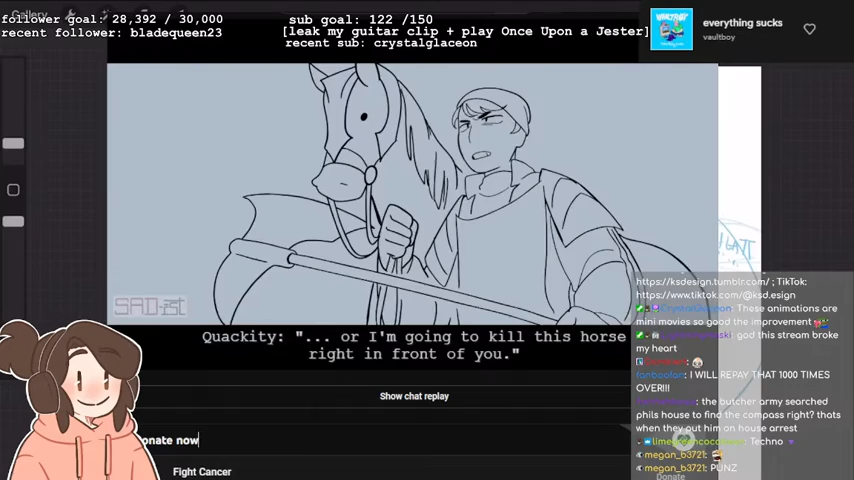 Gallery
follower goal: 28,392 / 30,000
recent follower: bladequeen23
sub goal: 122 /150
[leak my guitar clip + play Once Upon a Jester]
recent sub: crystalglaceon
everything sucks
vaultboy
SAD-ist
Quackity: "... or I'm going to kill this horse
right in front of you."
Show chat replay
onate now
Fight Cancer
Donate
https://ksdesign.tumblr.com/ ; TikTok:
https://www.tiktok.com/@ksd.esign
These animations are
mini movies so good the improvement
god this stream broke
my heart
I WILL REPAY THAT 1000 TIMES
OVER!!!
the butcher army searched
phils house to find the compass right? thats
when they out him on house arrest
Techno
megan_b3721:
megan_b3721: PUNZ